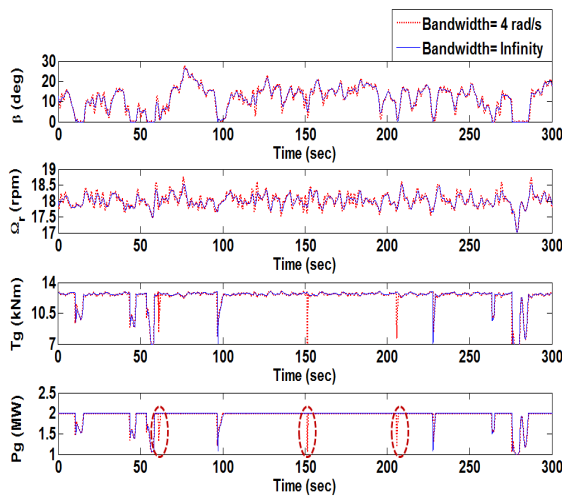 Bandwidth= 4 rad/s
Bandwidth= Infinity
β (deg)
30
20
10
0
0 50 100 150 200 250 300
Time (sec)
Ω_r (rpm)
19
18.5
18
17.5
17
0 50 100 150 200 250 300
Time (sec)
Tg (kNm)
14
10.5
7
0 50 100 150 200 250 300
Time (sec)
Pg (MW)
2.5
2
1.5
1
0 50 100 150 200 250 300
Time (sec)